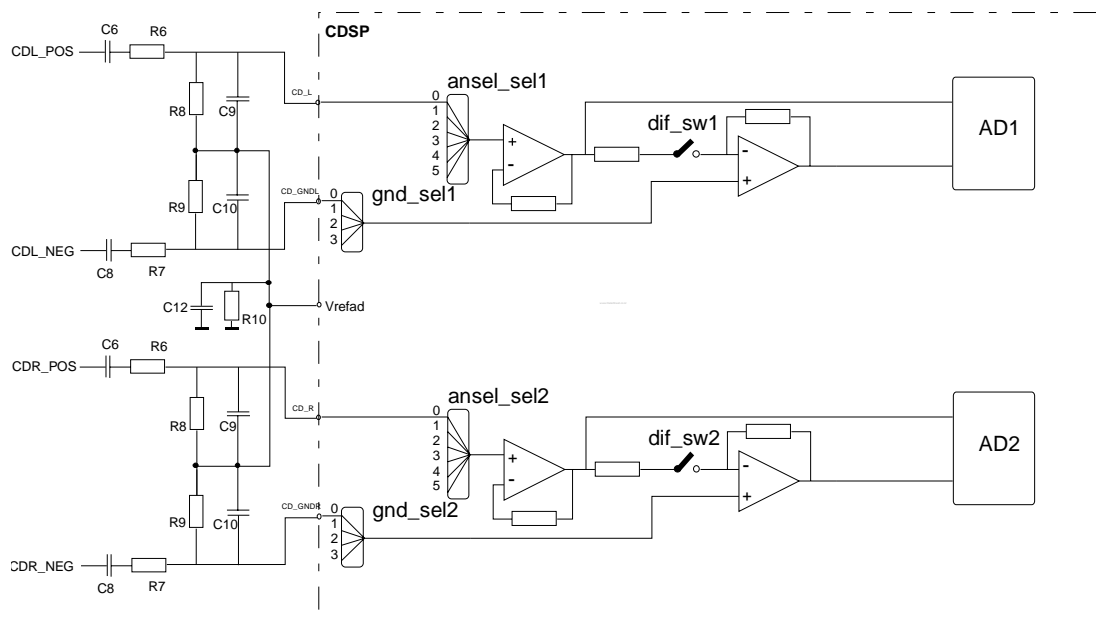 CDSP
C6
R6
CDL_POS
R8
C9
CD_L
ansel_sel1
0
1
2
3
4
5
+
-
dif_sw1
-
+
AD1
R9
C10
CD_GNDL
gnd_sel1
0
1
2
3
CDL_NEG
C8
R7
C12
R10
Vrefad
C6
R6
CDR_POS
R8
C9
CD_R
ansel_sel2
0
1
2
3
4
5
+
-
dif_sw2
-
+
AD2
R9
C10
CD_GNDR
gnd_sel2
0
1
2
3
CDR_NEG
C8
R7